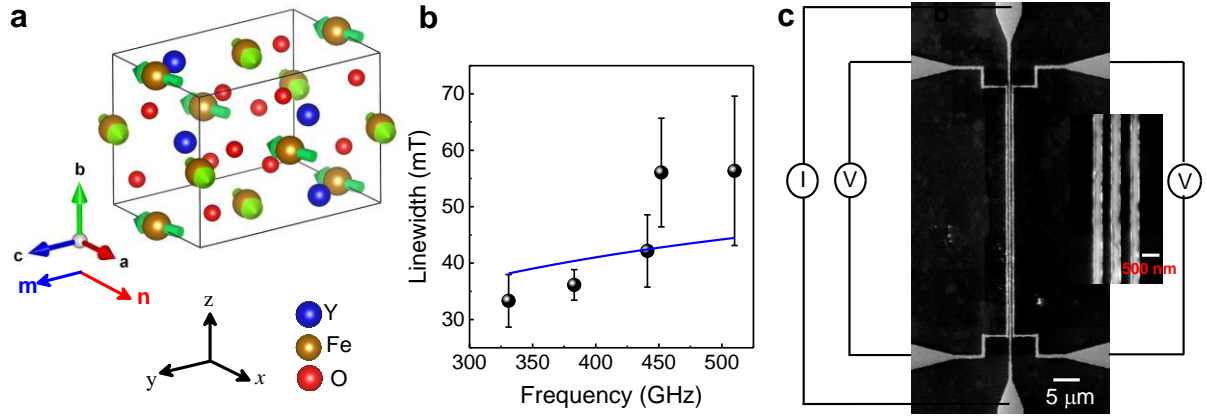 a
b
c
a
m
n
z
y
x
Y
Fe
O
b
Linewidth (mT)
70
60
50
40
30
300
350
400
450
500
Frequency (GHz)
c
b
I
V
V
500 nm
5 μm